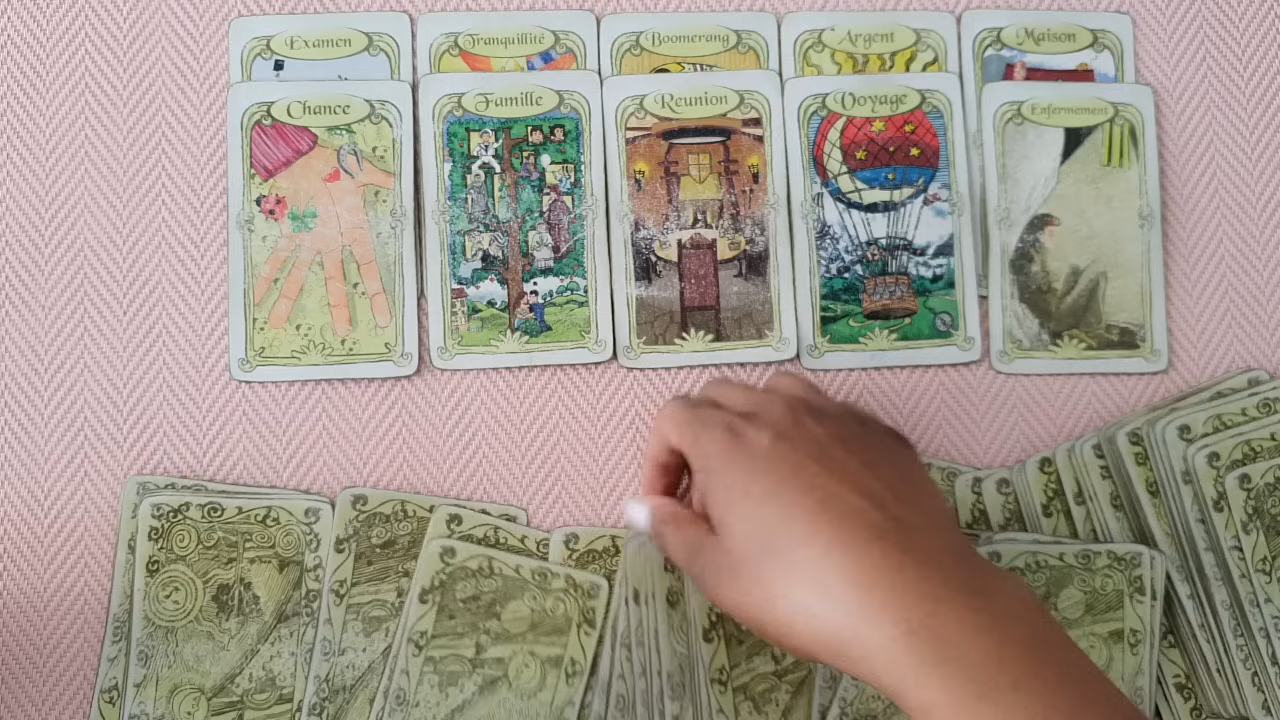 Examen
Tranquillité
Boomerang
Argent
Maison
Chance
Famille
Reunion
Voyage
Enfermement